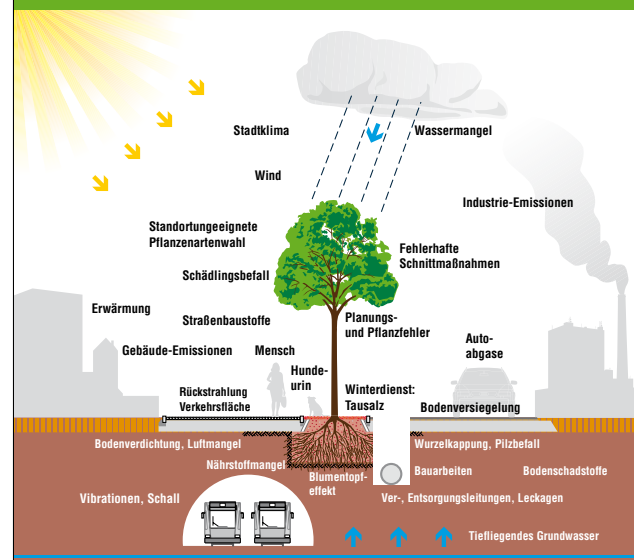 Stadtklima
Wassermangel
Wind
Industrie-Emissionen
Standortungeeignete
Pflanzenartenwahl
Fehlerhafte
Schnittmaßnahmen
Schädlingsbefall
Erwärmung
Straßenbaustoffe
Planungs-
und Pflanzfehler
Auto-
abgase
Gebäude-Emissionen
Mensch
Hunde-
urin
Rückstrahlung
Verkehrsfläche
Winterdienst:
Tausalz
Bodenversiegelung
Bodenverdichtung, Luftmangel
Wurzelkappung, Pilzbefall
Nährstoffmangel
Blumentopf-
effekt
Bauarbeiten
Bodenschadstoffe
Vibrationen, Schall
Ver-, Entsorgungsleitungen, Leckagen
Tiefliegendes Grundwasser